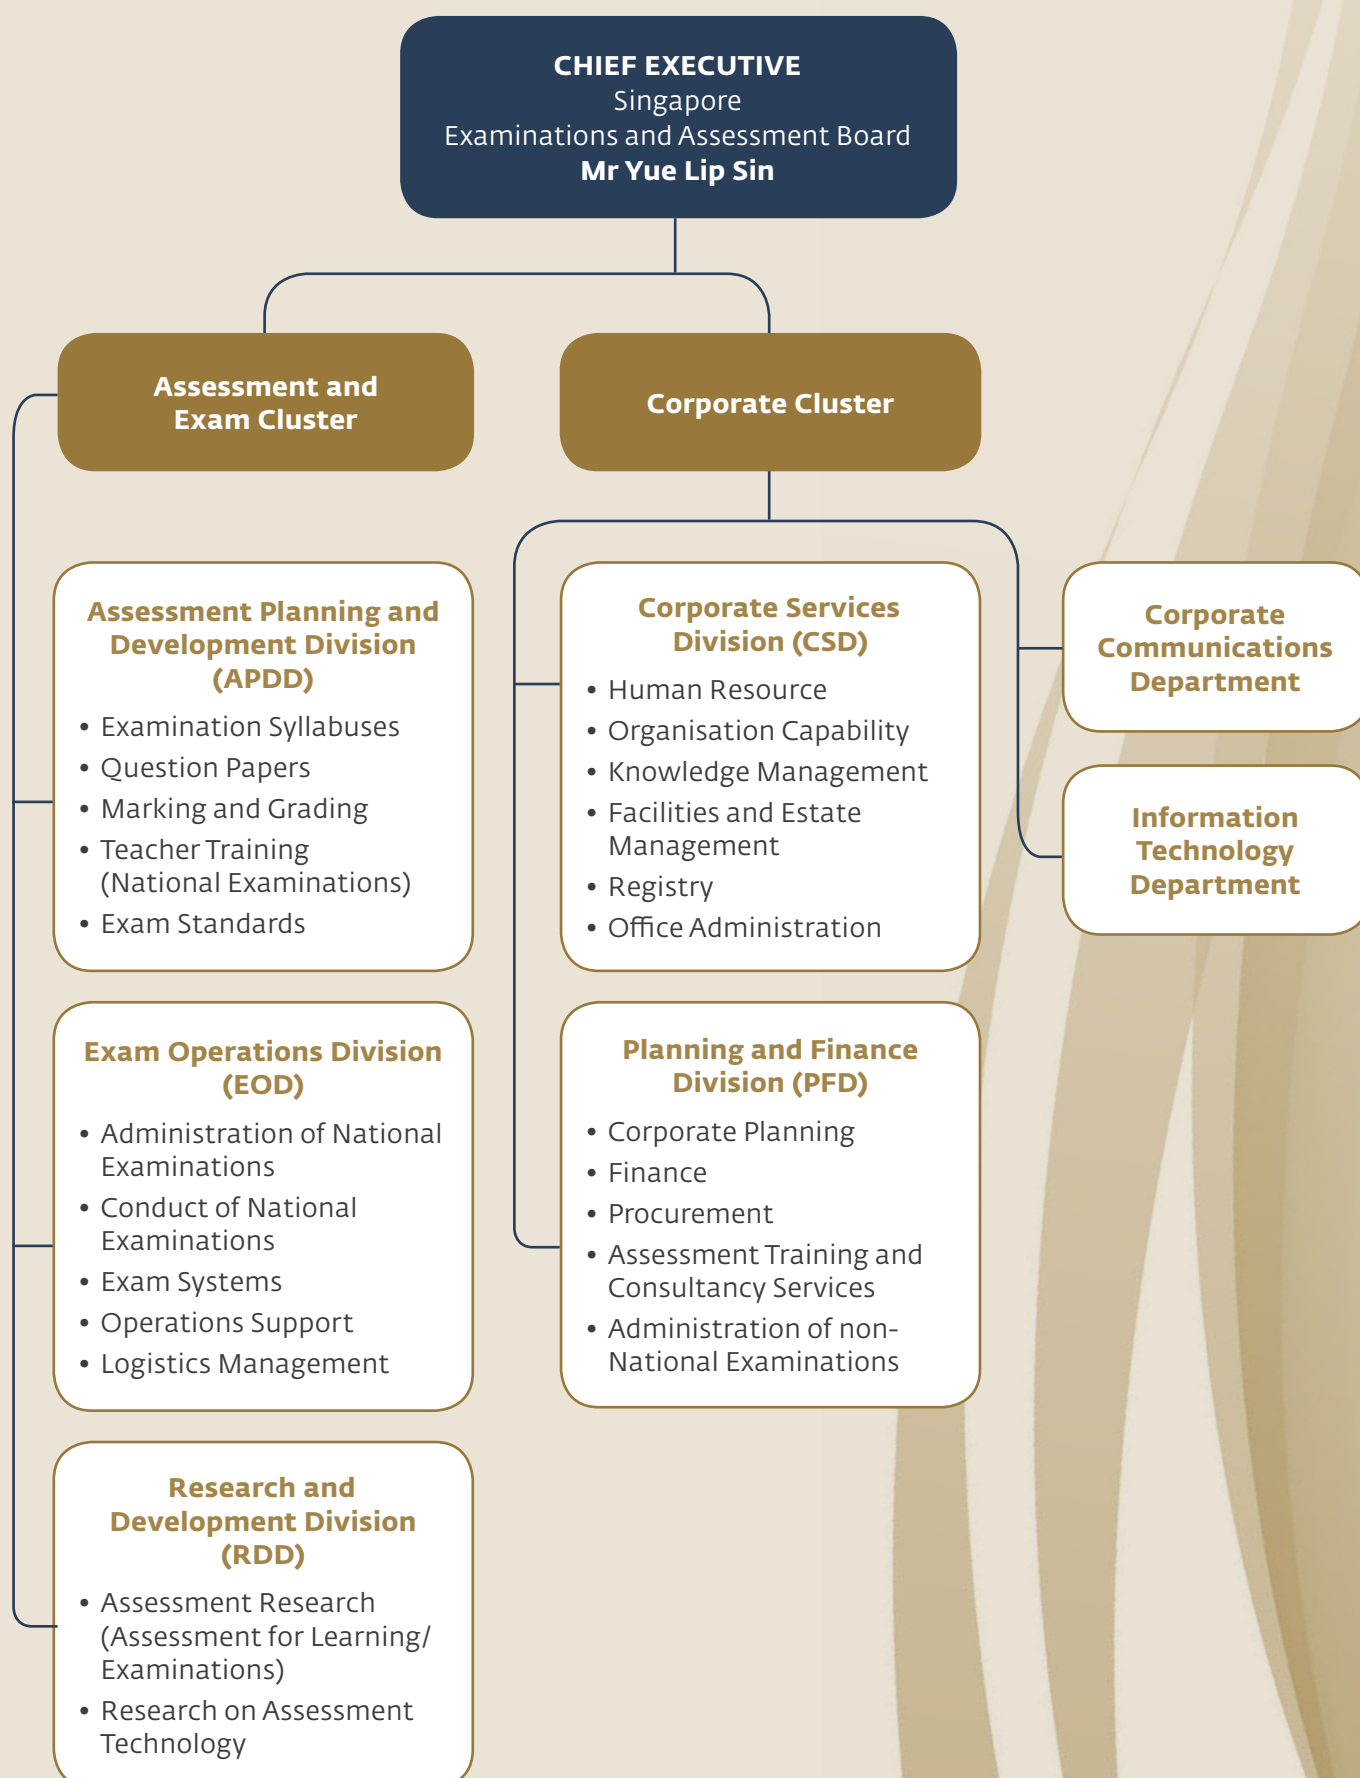 CHIEF EXECUTIVE
Singapore
Examinations and Assessment Board
Mr Yue Lip Sin
Assessment and
Exam Cluster
Corporate Cluster
Assessment Planning and
Development Division
(APDD)
• Examination Syllabuses
• Question Papers
• Marking and Grading
• Teacher Training
(National Examinations)
• Exam Standards
Exam Operations Division
(EOD)
• Administration of National
Examinations
• Conduct of National
Examinations
• Exam Systems
• Operations Support
• Logistics Management
Research and
Development Division
(RDD)
• Assessment Research
(Assessment for Learning/
Examinations)
• Research on Assessment
Technology
Corporate Services
Division (CSD)
• Human Resource
• Organisation Capability
• Knowledge Management
• Facilities and Estate
Management
• Registry
• Office Administration
Planning and Finance
Division (PFD)
• Corporate Planning
• Finance
• Procurement
• Assessment Training and
Consultancy Services
• Administration of non-
National Examinations
Corporate
Communications
Department
Information
Technology
Department